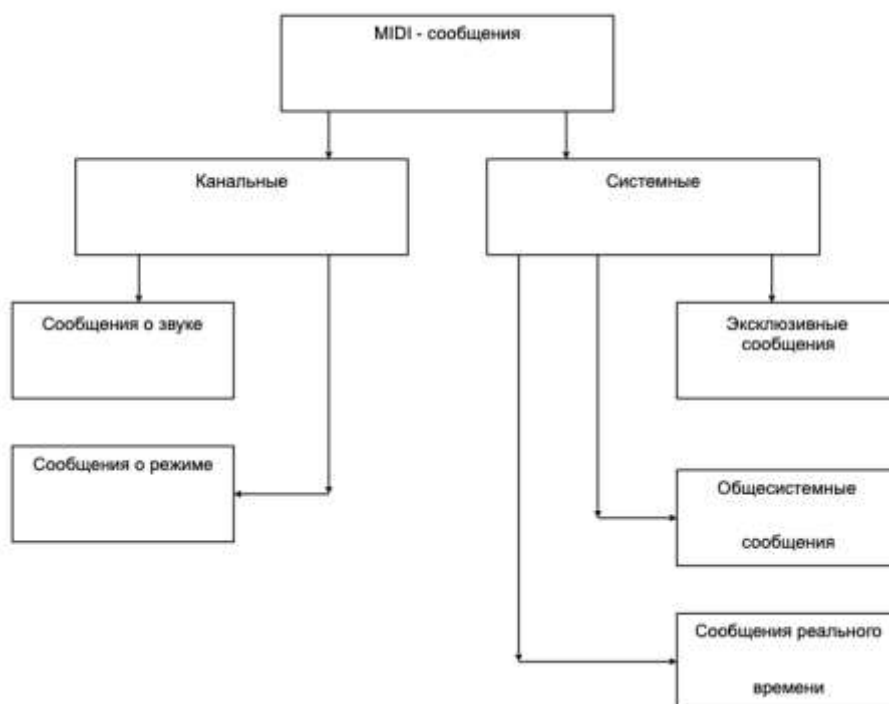 MIDI - сообщения
Канальные
Системные
Сообщения о звуке
Эксклюзивные
сообщения
Сообщения о режиме
Общесистемные
сообщения
Сообщения реального
времени